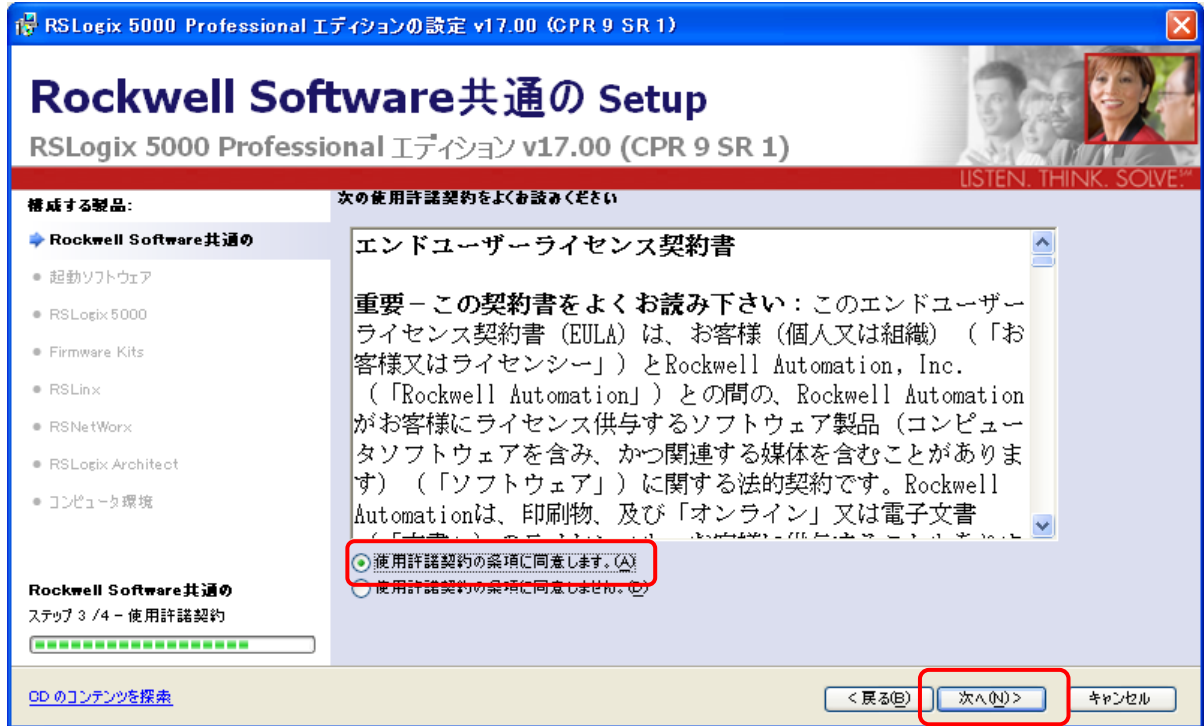 RSLogix 5000 Professional エディションの設定 v17.00 (CPR 9 SR 1)
Rockwell Software共通の Setup
RSLogix 5000 Professional エディション v17.00 (CPR 9 SR 1)
LISTEN. THINK. SOLVE.℠
構成する製品:
Rockwell Software共通の
起動ソフトウェア
RSLogix 5000
Firmware Kits
RSLinx
RSNetWorx
RSLogix Architect
コンピュータ環境
Rockwell Software共通の
ステップ 3 /4 - 使用許諾契約
次の使用許諾契約をよくお読みください
エンドユーザーライセンス契約書
重要－この契約書をよくお読み下さい：このエンドユーザー
ライセンス契約書（EULA）は、お客様（個人又は組織）（「お
客様又はライセンシー」）とRockwell Automation, Inc.
（「Rockwell Automation」）との間の、Rockwell Automation
がお客様にライセンス供与するソフトウェア製品（コンピュー
タソフトウェアを含み、かつ関連する媒体を含むことがありま
す）（「ソフトウェア」）に関する法的契約です。Rockwell
Automationは、印刷物、及び「オンライン」又は電子文書
使用許諾契約の条項に同意します。(A)
使用許諾契約の条項に同意しません。(D)
CD のコンテンツを探索
< 戻る(B)
次へ(N) >
キャンセル